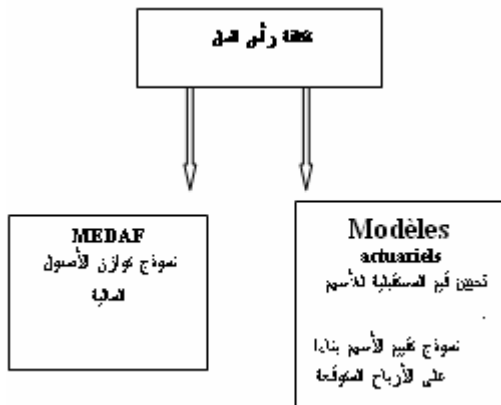 تكلفة رأس المال
MEDAF
نموذج توازن الأصول
المالية
Modèles
actuariels
تحيين قيم المستقبلية للأسهم
.
نموذج تقييم الأسهم بناءا
على الأرباح المتوقعة